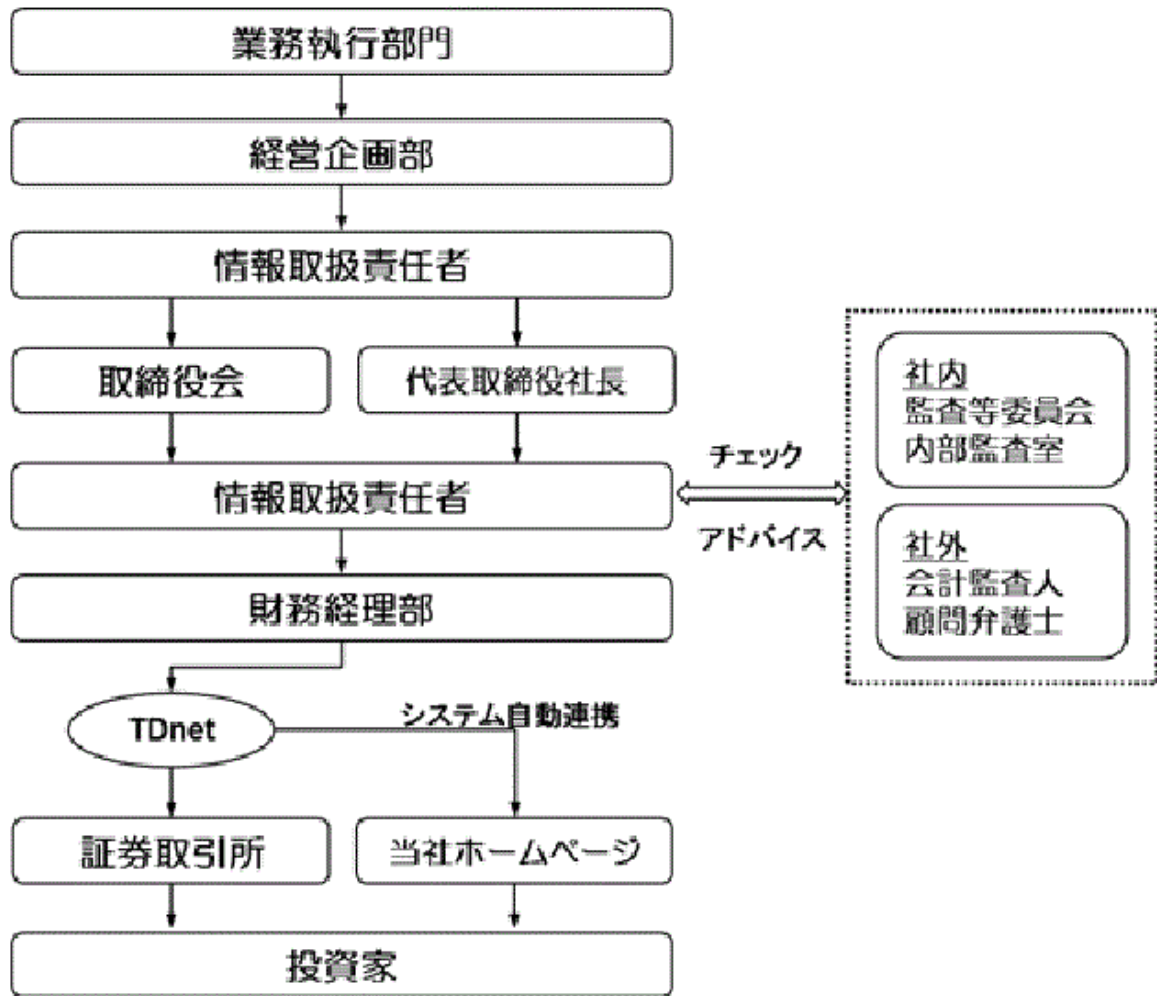 業務執行部門
経営企画部
情報取扱責任者
取締役会
代表取締役社長
情報取扱責任者
チェック
アドバイス
社内
監査等委員会
内部監査室
社外
会計監査人
顧問弁護士
財務経理部
TDnet
システム自動連携
証券取引所
当社ホームページ
投資家